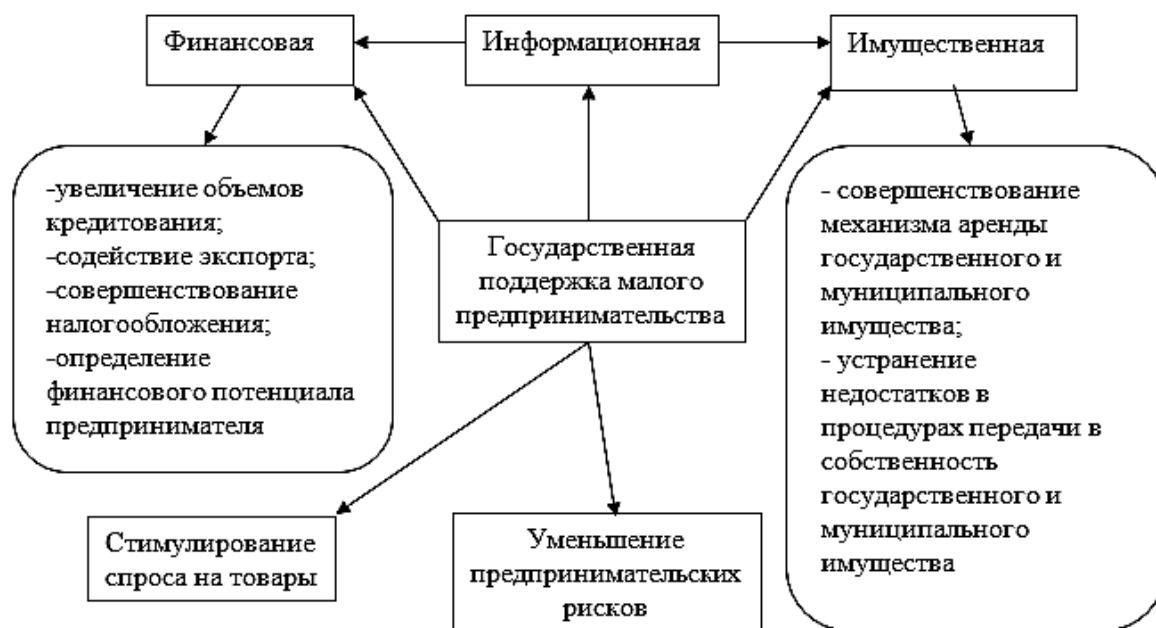 Финансовая
Информационная
Имущественная
-увеличение объемов
кредитования;
-содействие экспорта;
-совершенствование
налогообложения;
-определение
финансового потенциала
предпринимателя
Государственная
поддержка малого
предпринимательства
- совершенствование
механизма аренды
государственного и
муниципального
имущества;
- устранение
недостатков в
процедурах передачи в
собственность
государственного и
муниципального
имущества
Стимулирование
спроса на товары
Уменьшение
предпринимательских
рисков